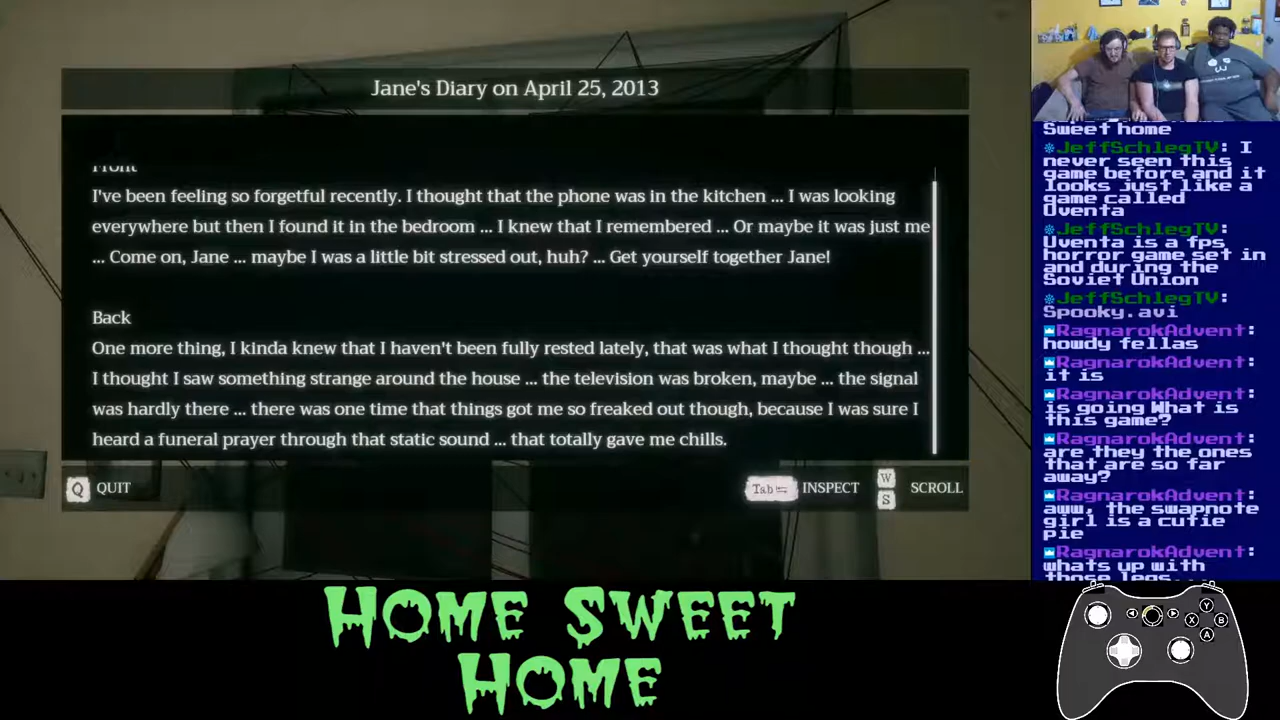 Jane's Diary on April 25, 2013
Front
I've been feeling so forgetful recently. I thought that the phone was in the kitchen ... I was looking
everywhere but then I found it in the bedroom ... I knew that I remembered ... Or maybe it was just me
... Come on, Jane ... maybe I was a little bit stressed out, huh? ... Get yourself together Jane!
Back
One more thing, I kinda knew that I haven't been fully rested lately, that was what I thought though ...
I thought I saw something strange around the house ... the television was broken, maybe ... the signal
was hardly there ... there was one time that things got me so freaked out though, because I was sure I
heard a funeral prayer through that static sound ... that totally gave me chills.
Q QUIT
Tab INSPECT
W
S
SCROLL
Sweet home
JeffSchlegTV: I
never seen this
game before and it
looks just like a
game called
Uventa
JeffSchlegTV:
Uventa is a fps
horror game set in
and during the
Soviet Union
JeffSchlegTV:
Spooky.avi
RagnarokAdvent:
howdy fellas
RagnarokAdvent:
it is
RagnarokAdvent:
is going What is
this game?
RagnarokAdvent:
are they the ones
that are so far
away?
RagnarokAdvent:
aww, the swapnote
girl is a cutie
pie
RagnarokAdvent:
whats up with
those legs...
HOME SWEET
HOME
Y
X
B
A